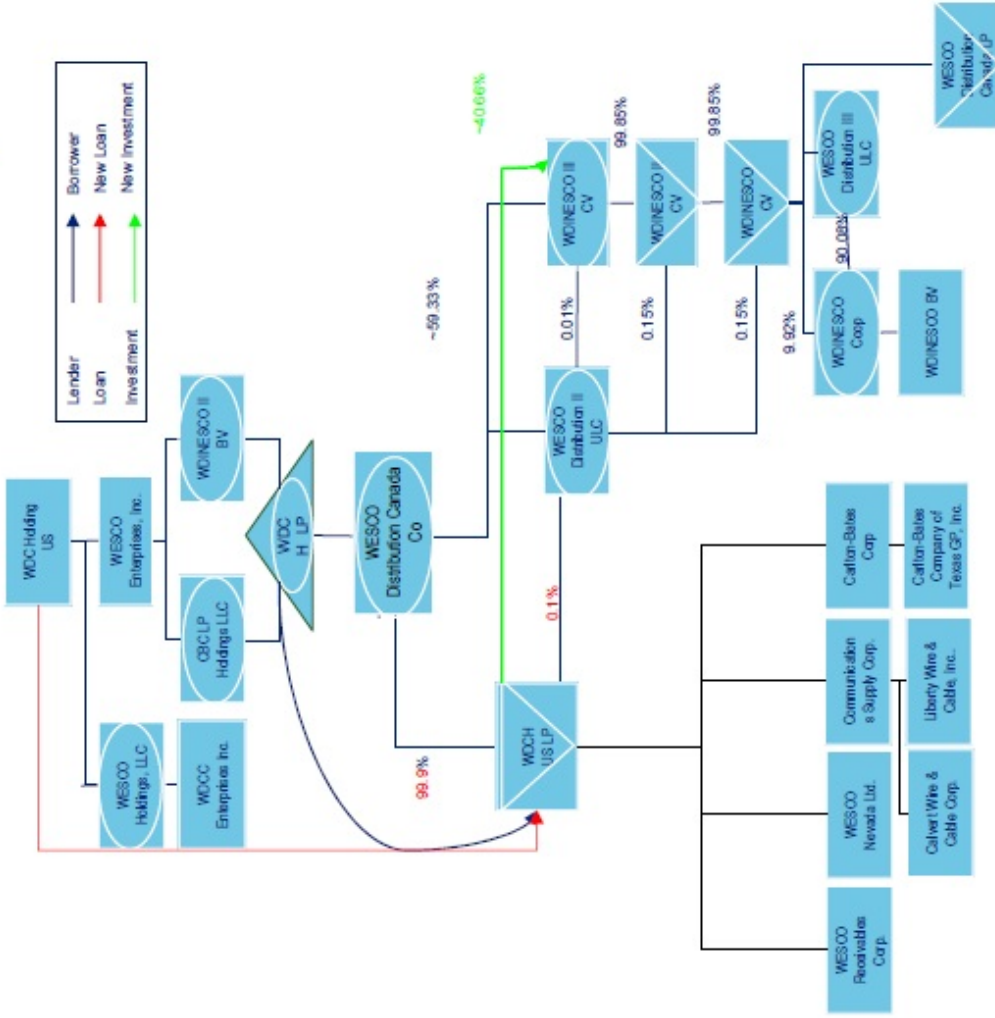 Lender
Borrower
Loan
New Loan
Investment
New Investment
WDC Holding
US
WESCO
Holdings, LLC
WESCO
Enterprises, Inc.
WDCC
Enterprises Inc.
CBC LP
Holdings LLC
WDINESCO II
BV
WDC
H LP
WESCO
Distribution Canada
Co
99.9%
~59.33%
~40.66%
WDCH
US LP
0.1%
WESCO
Distribution II
ULC
0.01%
WDINESCO III
CV
99.85%
0.15%
WDINESCO IV
CV
99.85%
0.15%
WDINESCO
CV
9.92%
90.08%
WDINESCO
Coop
WESCO
Distribution III
ULC
WDINESCO BV
WESCO
Distribution
Canada LP
WESCO
Receivables
Corp.
WESCO
Nevada Ltd.
Communication
s Supply Corp.
Carlton-Bates
Corp
Calvert Wire &
Cable Corp.
Liberty Wire &
Cable, Inc..
Carlton-Bates
Company of
Texas GP, Inc.